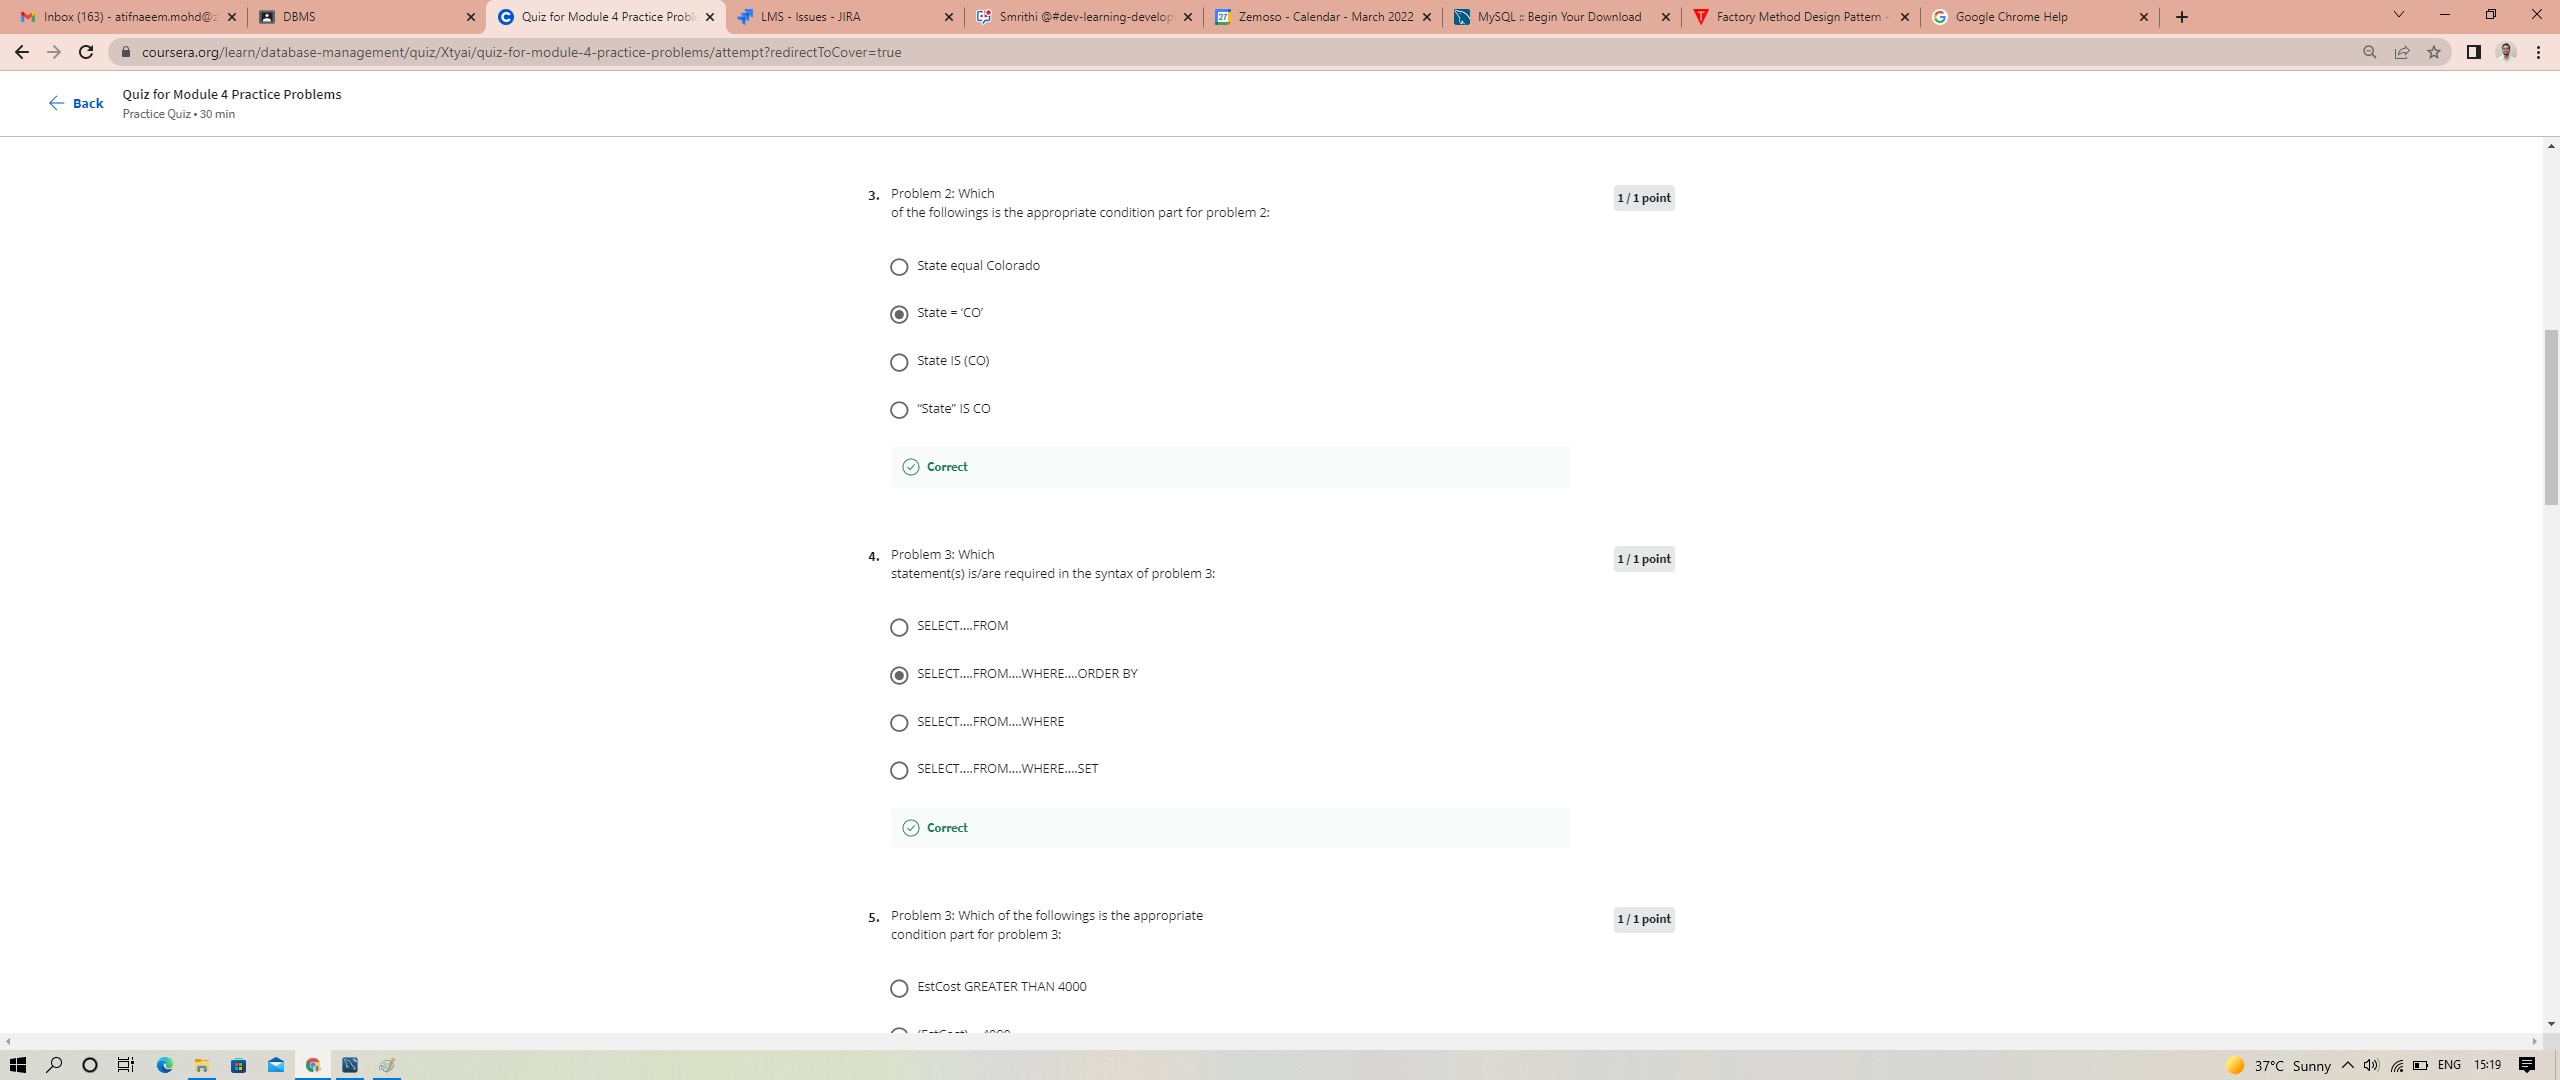 Inbox (163) - atifnaeem.mohd@z
DBMS
Quiz for Module 4 Practice Probl
LMS - Issues - JIRA
Smrithi @#dev-learning-develop
Zemoso - Calendar - March 2022
MySQL :: Begin Your Download
Factory Method Design Pattern -
Google Chrome Help
coursera.org/learn/database-management/quiz/Xtyai/quiz-for-module-4-practice-problems/attempt?redirectToCover=true
Back
Quiz for Module 4 Practice Problems
Practice Quiz • 30 min
3. Problem 2: Which
of the followings is the appropriate condition part for problem 2:
1 / 1 point
State equal Colorado
State = ‘CO’
State IS (CO)
“State” IS CO
Correct
4. Problem 3: Which
statement(s) is/are required in the syntax of problem 3:
1 / 1 point
SELECT....FROM
SELECT....FROM....WHERE....ORDER BY
SELECT....FROM....WHERE
SELECT....FROM....WHERE....SET
Correct
5. Problem 3: Which of the followings is the appropriate
condition part for problem 3:
1 / 1 point
EstCost GREATER THAN 4000
37°C Sunny
ENG
15:19